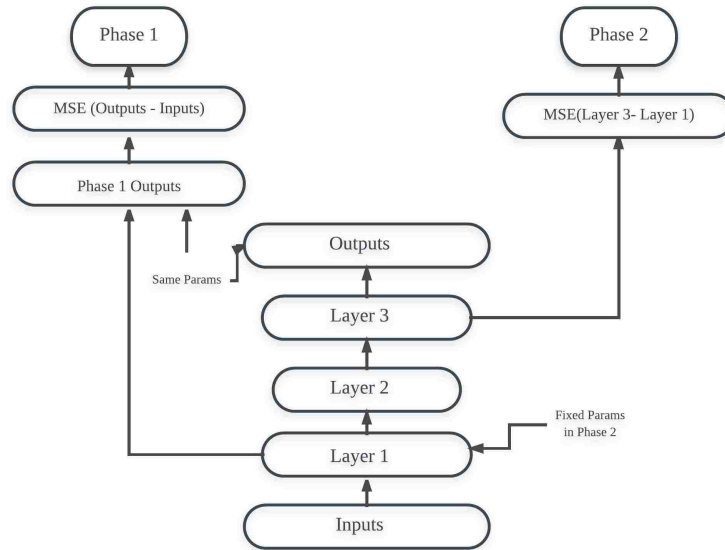 Phase 1
Phase 2
MSE (Outputs - Inputs)
MSE(Layer 3- Layer 1)
Phase 1 Outputs
Outputs
Same Params
Layer 3
Layer 2
Fixed Params
in Phase 2
Layer 1
Inputs